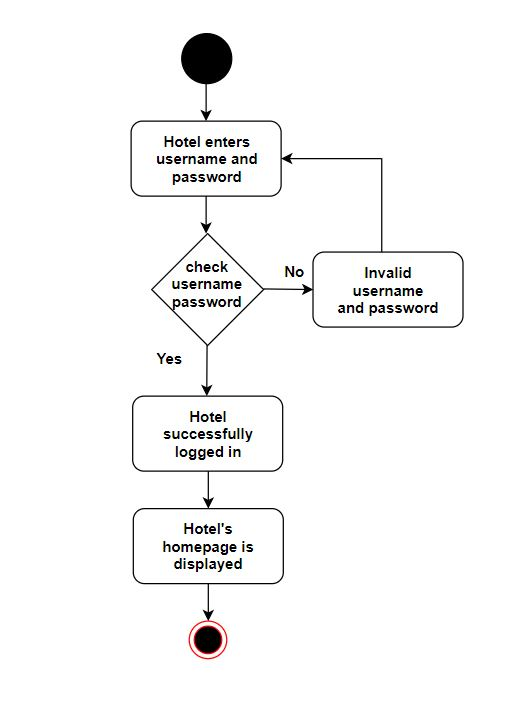 Hotel enters
username and
password
check
username
password
No
Invalid
username
and password
Yes
Hotel
successfully
logged in
Hotel's
homepage is
displayed